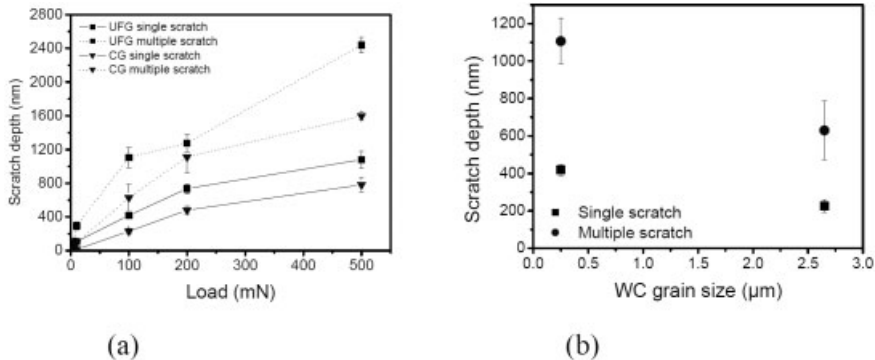 2800
2400
2000
1600
1200
800
400
0
Scratch depth (nm)
UFG single scratch
UFG multiple scratch
CG single scratch
CG multiple scratch
0 100 200 300 400 500
Load (mN)
(a)
1200
1000
800
600
400
200
0
Scratch depth (nm)
Single scratch
Multiple scratch
0.0 0.5 1.0 1.5 2.0 2.5 3.0
WC grain size (µm)
(b)